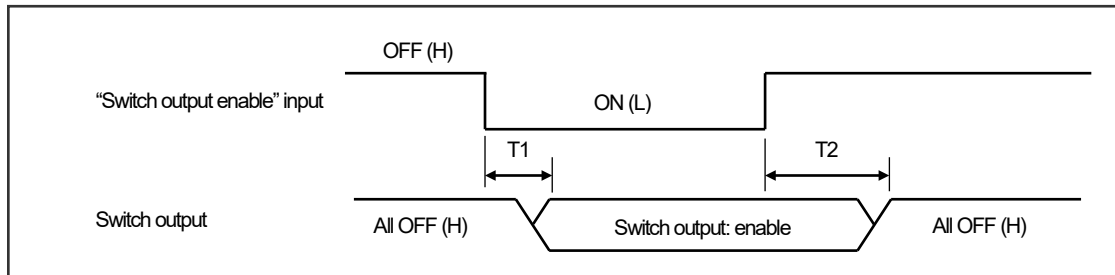 OFF (H)
“Switch output enable” input
ON (L)
T1
T2
Switch output
All OFF (H)
Switch output: enable
All OFF (H)